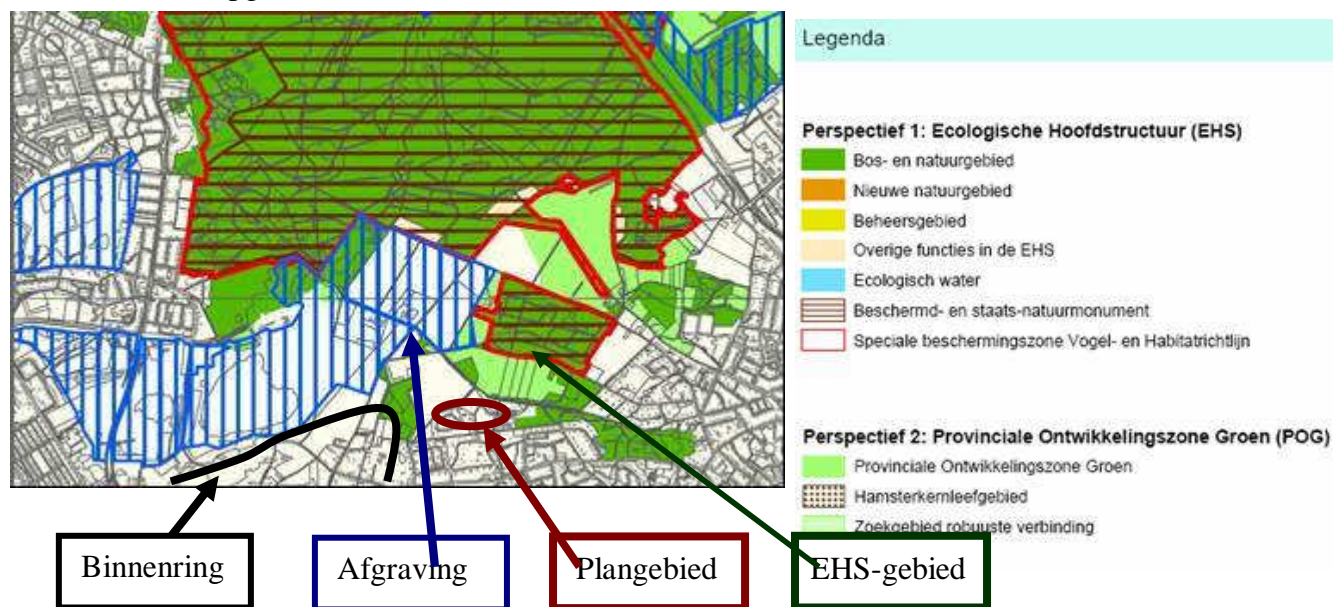 Legenda
Perspectief 1: Ecologische Hoofdstructuur (EHS)
Bos- en natuurgebied
Nieuwe natuurgebied
Beheersgebied
Overige functies in de EHS
Ecologisch water
Beschermd- en staats-natuurmonument
Speciale beschermingszone Vogel- en Habitatrichtlijn
Perspectief 2: Provinciale Ontwikkelingszone Groen (POG)
Provinciale Ontwikkelingszone Groen
Hamsterkernleefgebied
Zoekgebied robuuste verbinding
Binnenring
Afgraving
Plangebied
EHS-gebied